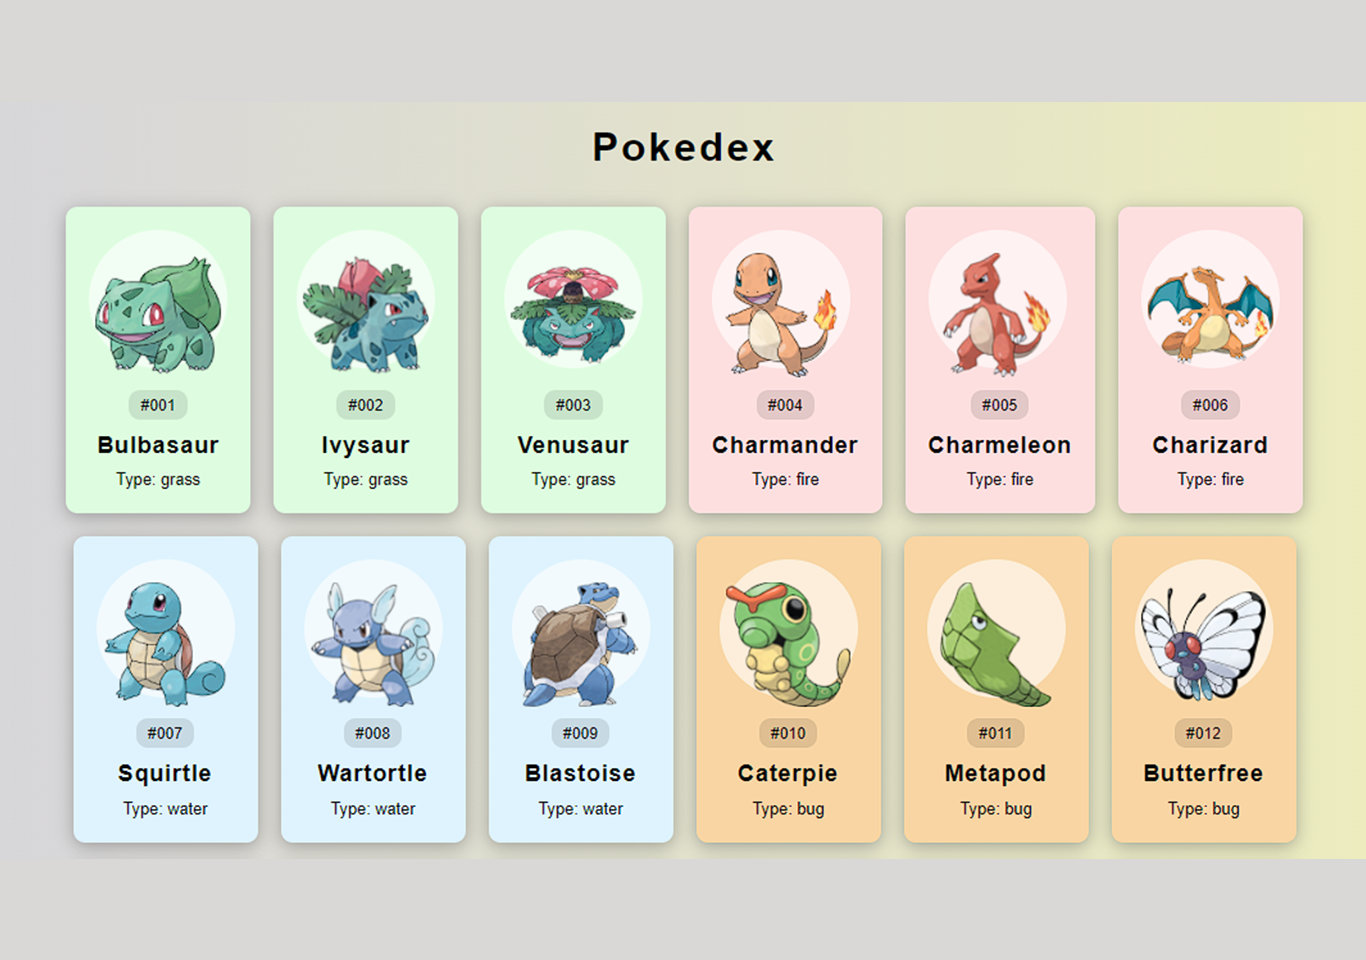 Pokedex
#001
Bulbasaur
Type: grass
#002
Ivysaur
Type: grass
#003
Venusaur
Type: grass
#004
Charmander
Type: fire
#005
Charmeleon
Type: fire
#006
Charizard
Type: fire
#007
Squirtle
Type: water
#008
Wartortle
Type: water
#009
Blastoise
Type: water
#010
Caterpie
Type: bug
#011
Metapod
Type: bug
#012
Butterfree
Type: bug